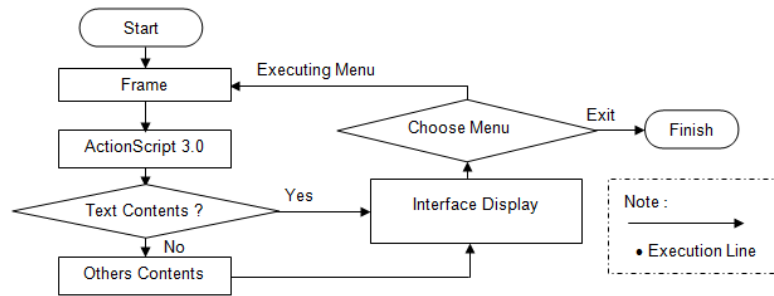 Start
Frame
Executing Menu
ActionScript 3.0
Choose Menu
Exit
Finish
Text Contents ?
Yes
Interface Display
No
Others Contents
Note :
• Execution Line